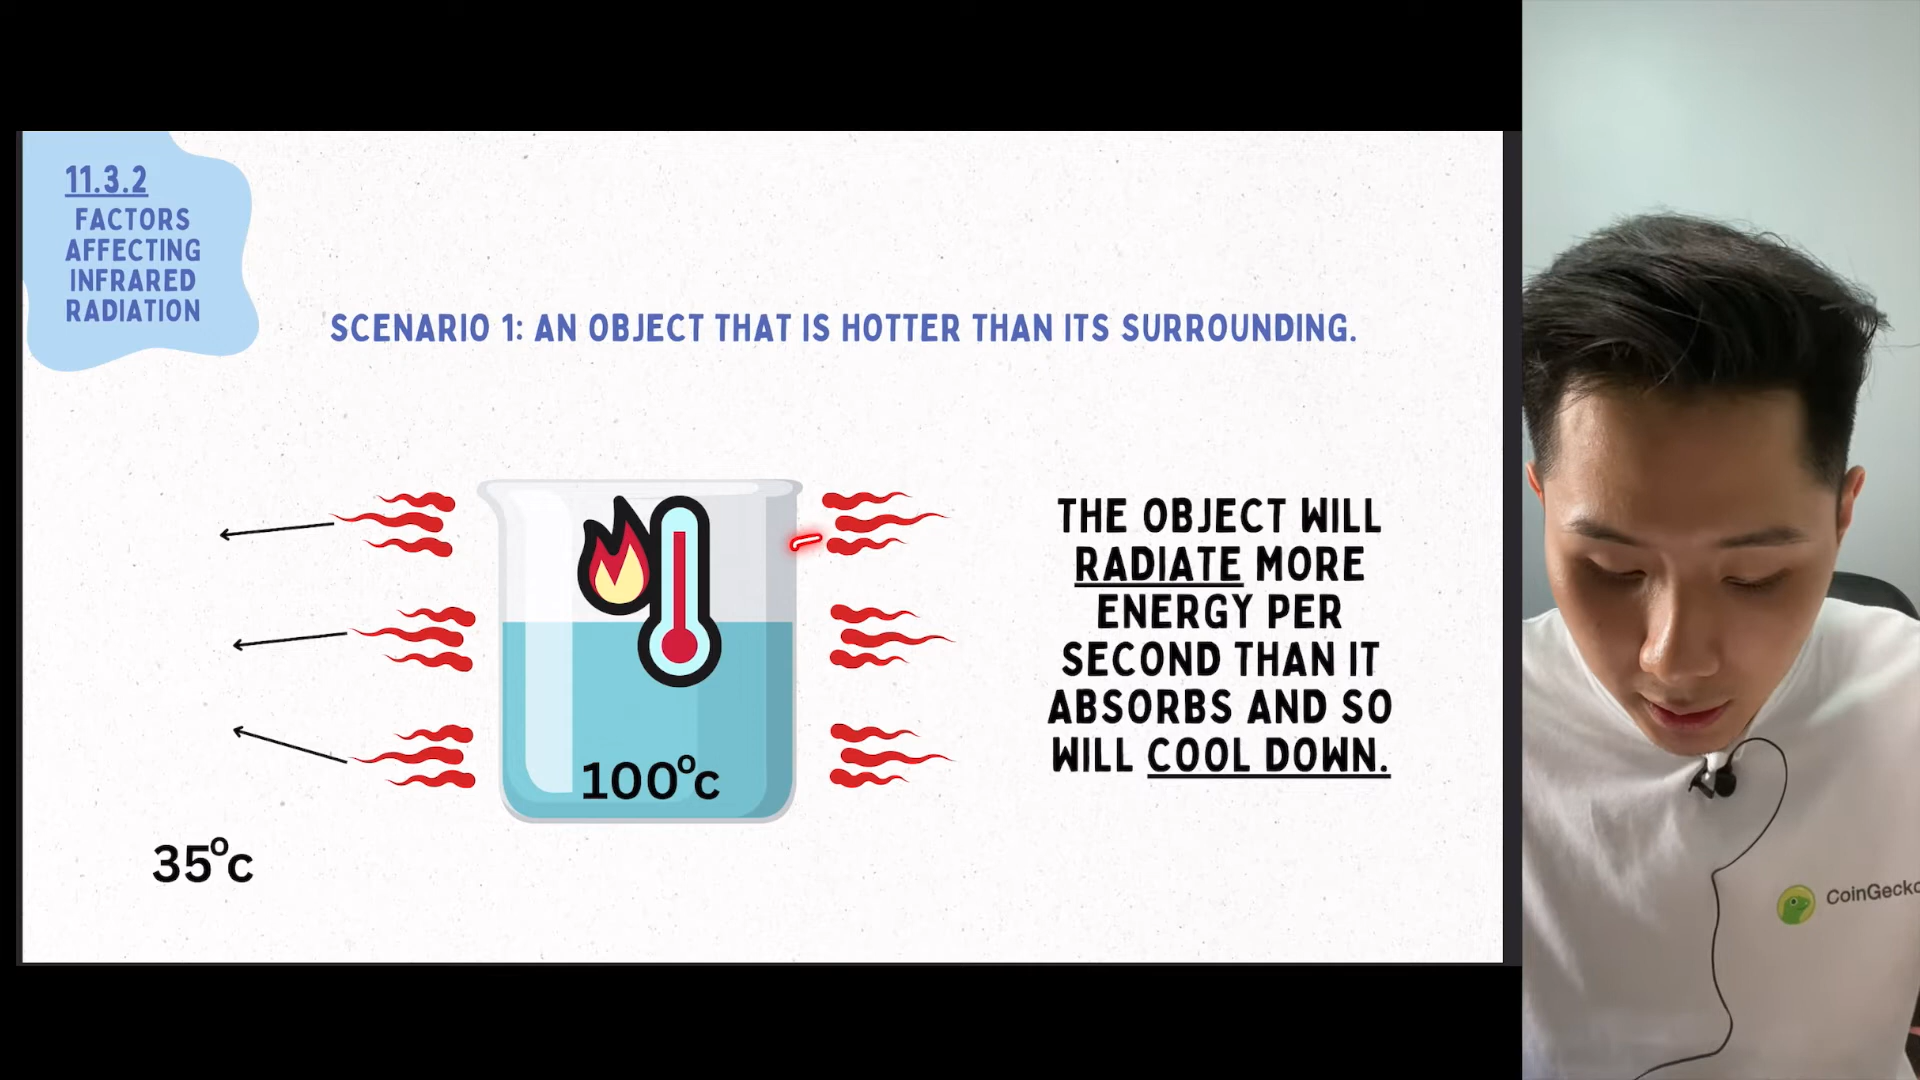 11.3.2
FACTORS
AFFECTING
INFRARED
RADIATION
SCENARIO 1: AN OBJECT THAT IS HOTTER THAN ITS SURROUNDING.
THE OBJECT WILL
RADIATE MORE
ENERGY PER
SECOND THAN IT
ABSORBS AND SO
WILL COOL DOWN.
100°c
35°c
CoinGecko